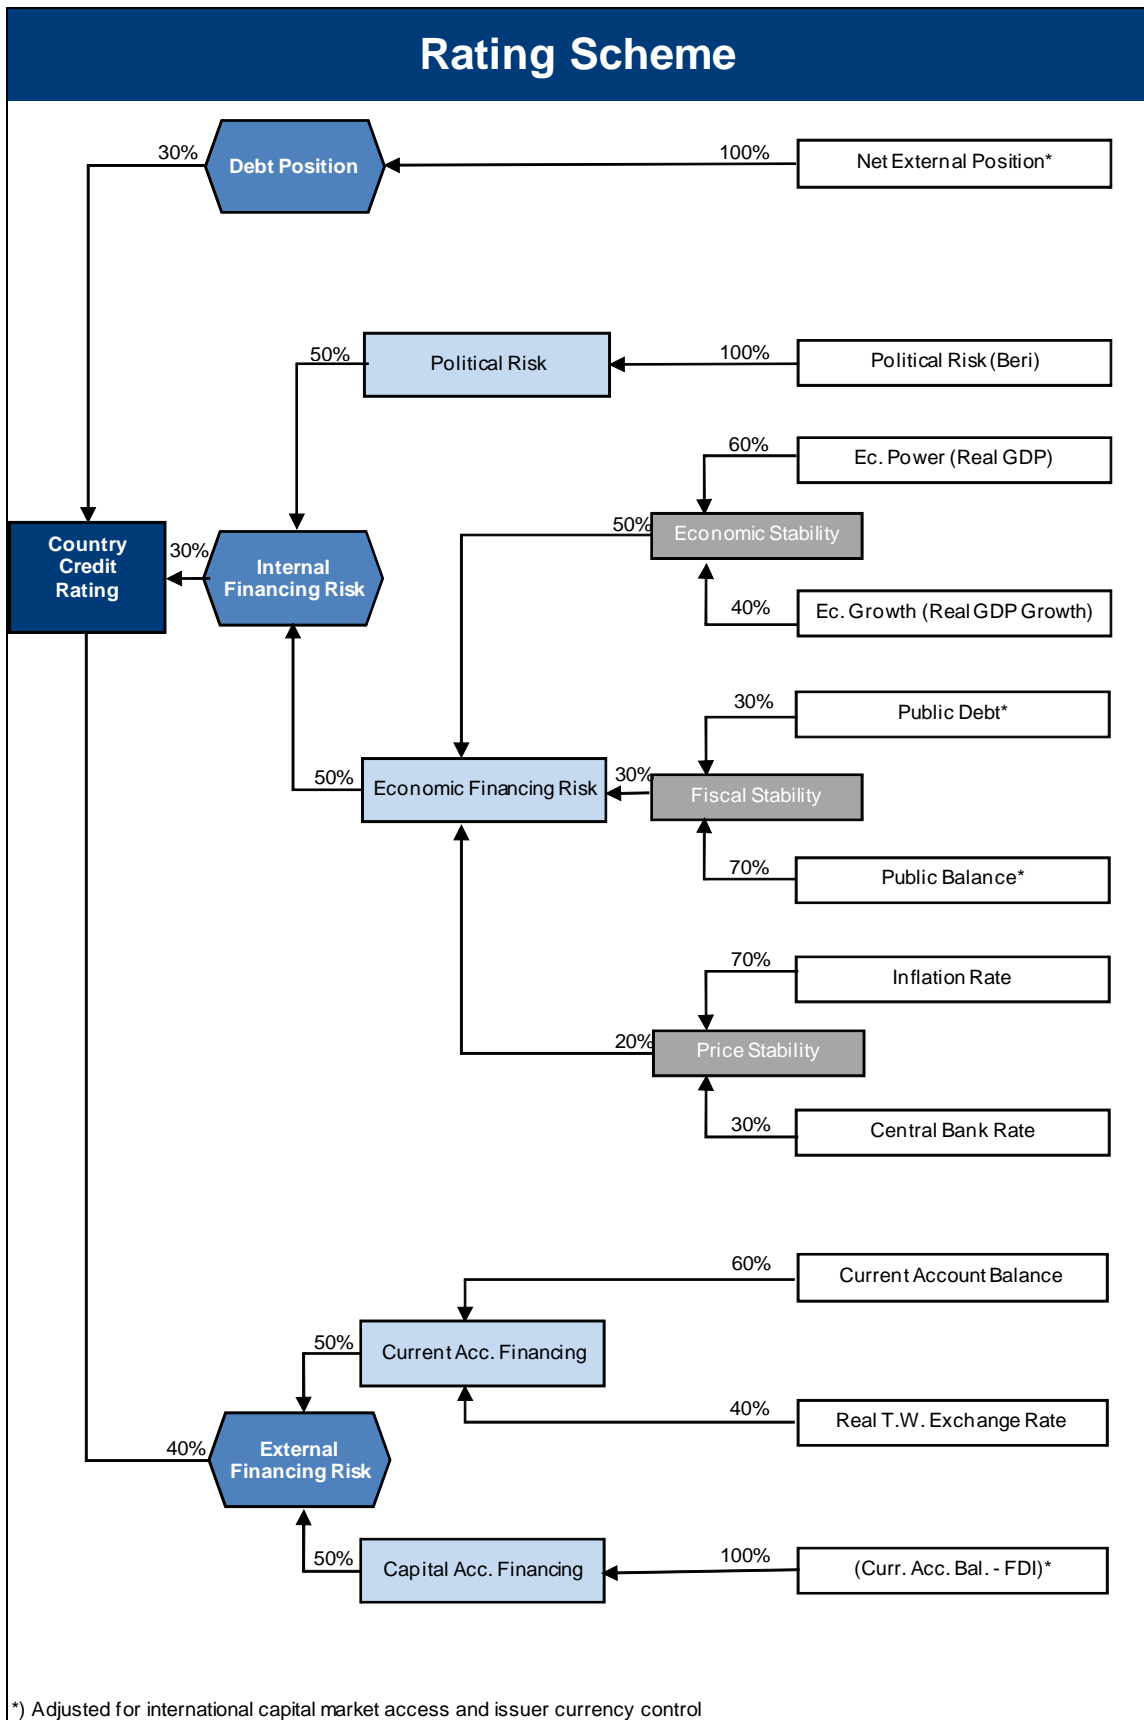 Rating Scheme
30%
Debt Position
100%
Net External Position*
50%
Political Risk
100%
Political Risk (Beri)
60%
Ec. Power (Real GDP)
50%
Economic Stability
Country
Credit
Rating
30%
Internal
Financing Risk
40%
Ec. Growth (Real GDP Growth)
30%
Public Debt*
50%
Economic Financing Risk
30%
Fiscal Stability
70%
Public Balance*
70%
Inflation Rate
20%
Price Stability
30%
Central Bank Rate
60%
Current Account Balance
50%
Current Acc. Financing
40%
Real T.W. Exchange Rate
40%
External
Financing Risk
50%
Capital Acc. Financing
100%
(Curr. Acc. Bal. - FDI)*
*) Adjusted for international capital market access and issuer currency control